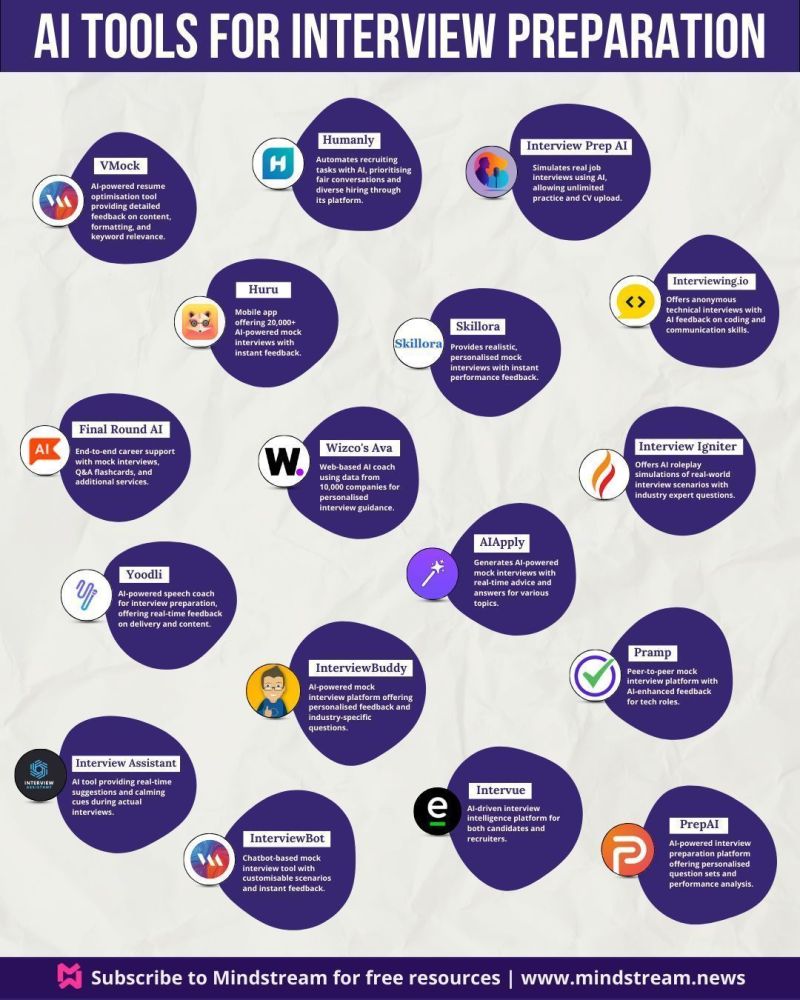 AI TOOLS FOR INTERVIEW PREPARATION
VMock
AI-powered resume
optimisation tool
providing detailed
feedback on content,
formatting, and
keyword relevance.
Humanly
Automates recruiting
tasks with AI, prioritising
fair conversations and
diverse hiring through
its platform.
H
Interview Prep AI
Simulates real job
interviews using AI,
allowing unlimited
practice and CV upload.
Huru
Mobile app
offering 20,000+
AI-powered mock
interviews with
instant feedback.
Skillora
Skillora
Provides realistic,
personalised mock
interviews with instant
performance feedback.
Interviewing.io
Offers anonymous
technical interviews with
AI feedback on coding and
communication skills.
<>
Final Round AI
AI
End-to-end career support
with mock interviews,
Q&A flashcards, and
additional services.
Wizco's Ava
W.
Web-based AI coach
using data from
10,000 companies for
personalised
interview guidance.
Interview Igniter
Offers AI roleplay
simulations of real-world
interview scenarios with
industry expert questions.
AIApply
Generates AI-powered
mock interviews with
real-time advice and
answers for various
topics.
Yoodli
AI-powered speech coach
for interview preparation,
offering real-time feedback
on delivery and content.
InterviewBuddy
AI-powered mock
interview platform offering
personalised feedback and
industry-specific
questions.
Pramp
Peer-to-peer mock
interview platform with
AI-enhanced feedback
for tech roles.
Interview Assistant
INTERVIEW
ASSISTANT
AI tool providing real-time
suggestions and calming
cues during actual
interviews.
InterviewBot
Chatbot-based mock
interview tool with
customisable scenarios
and instant feedback.
Intervue
e
AI-driven interview
intelligence platform for
both candidates and
recruiters.
PrepAI
AI-powered interview
preparation platform
offering personalised
question sets and
performance analysis.
Subscribe to Mindstream for free resources | www.mindstream.news